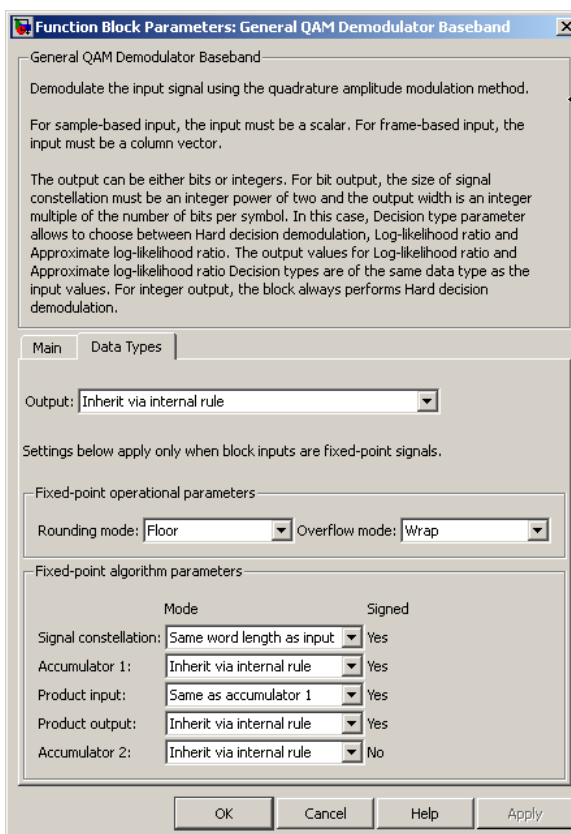 Function Block Parameters: General QAM Demodulator Baseband
General QAM Demodulator Baseband
Demodulate the input signal using the quadrature amplitude modulation method.
For sample-based input, the input must be a scalar. For frame-based input, the
input must be a column vector.
The output can be either bits or integers. For bit output, the size of signal
constellation must be an integer power of two and the output width is an integer
multiple of the number of bits per symbol. In this case, Decision type parameter
allows to choose between Hard decision demodulation, Log-likelihood ratio and
Approximate log-likelihood ratio. The output values for Log-likelihood ratio and
Approximate log-likelihood ratio Decision types are of the same data type as the
input values. For integer output, the block always performs Hard decision
demodulation.
Main Data Types
Output: Inherit via internal rule
Settings below apply only when block inputs are fixed-point signals.
Fixed-point operational parameters
Rounding mode: Floor Overflow mode: Wrap
Fixed-point algorithm parameters
Mode Signed
Signal constellation: Same word length as input Yes
Accumulator 1: Inherit via internal rule Yes
Product input: Same as accumulator 1 Yes
Product output: Inherit via internal rule Yes
Accumulator 2: Inherit via internal rule No
OK Cancel Help Apply